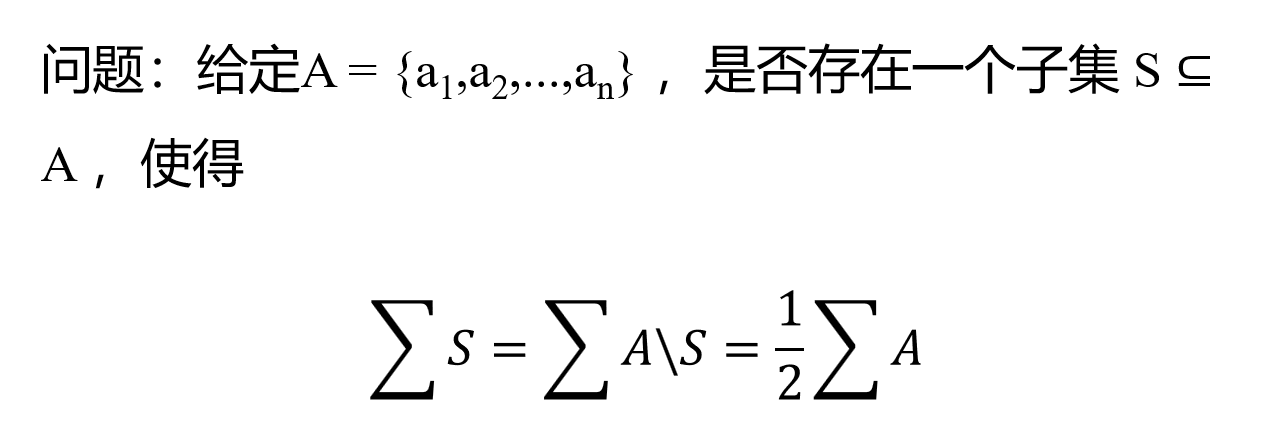 问题：给定A = {a₁,a₂,...,aₙ} ，是否存在一个子集 S ⊆
A ，使得
∑ S = ∑ A\S = 1/2 ∑ A